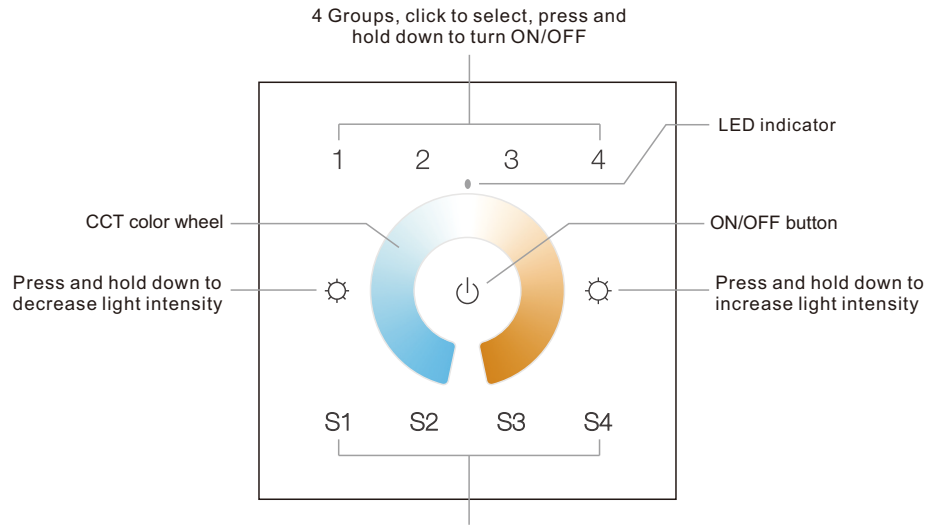 4 Groups, click to select, press and
hold down to turn ON/OFF
LED indicator
1 2 3 4
CCT color wheel
ON/OFF button
Press and hold down to
decrease light intensity
Press and hold down to
increase light intensity
S1 S2 S3 S4